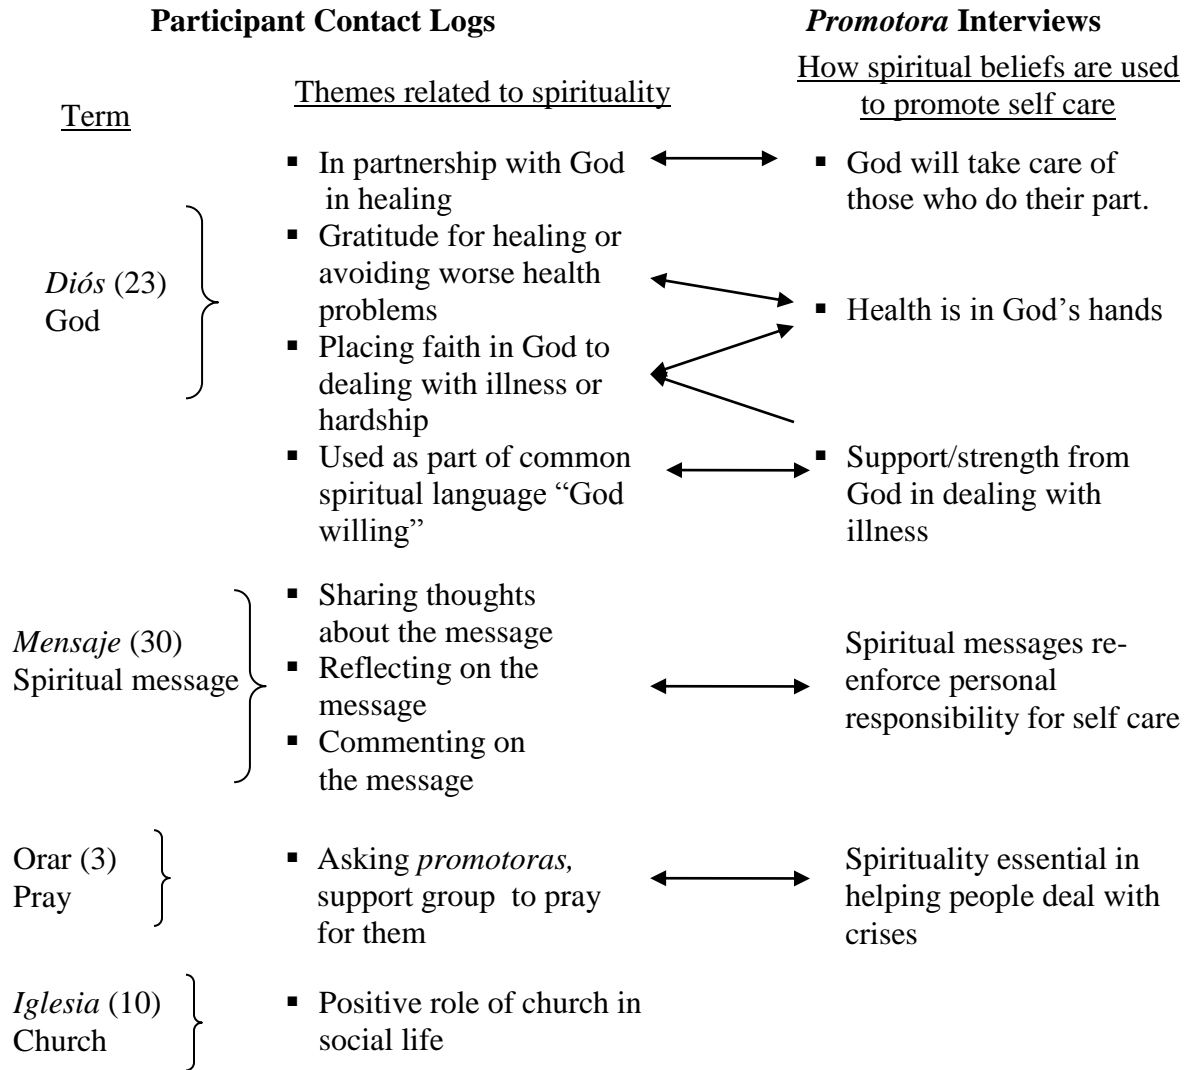 Participant Contact Logs
Promotora Interviews
Term
Themes related to spirituality
How spiritual beliefs are used
to promote self care
Diós (23)
God
▪ In partnership with God
in healing
▪ Gratitude for healing or
avoiding worse health
problems
▪ Placing faith in God to
dealing with illness or
hardship
▪ Used as part of common
spiritual language “God
willing”
▪ God will take care of
those who do their part.
▪ Health is in God’s hands
▪ Support/strength from
God in dealing with
illness
Mensaje (30)
Spiritual message
▪ Sharing thoughts
about the message
▪ Reflecting on the
message
▪ Commenting on
the message
Spiritual messages re-
enforce personal
responsibility for self care
Orar (3)
Pray
▪ Asking promotoras,
support group to pray
for them
Spirituality essential in
helping people deal with
crises
Iglesia (10)
Church
▪ Positive role of church in
social life